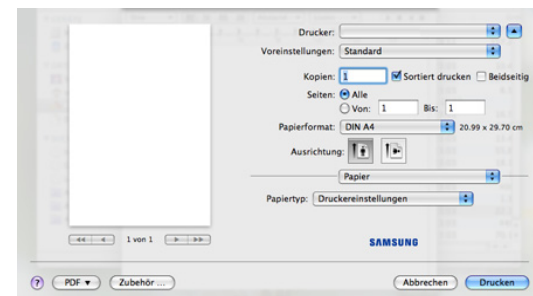 Drucker:
Voreinstellungen: Standard
Kopien: 1 Sortiert drucken Beidseitig
Seiten: Alle
Von: 1 Bis: 1
Papierformat: DIN A4 20.99 x 29.70 cm
Ausrichtung:
Papier
Papiertyp: Druckereinstellungen
1 von 1 SAMSUNG
? PDF ▼ Zubehör ... Abbrechen Drucken